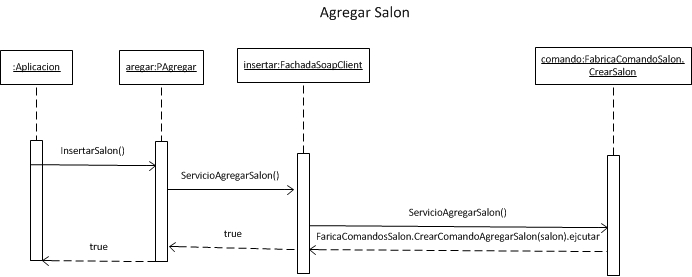 Agregar Salon
:Aplicacion
aregar:PAgregar
insertar:FachadaSoapClient
comando:FabricaComandoSalon.
CrearSalon
InsertarSalon()
ServicioAgregarSalon()
ServicioAgregarSalon()
FaricaComandosSalon.CrearComandoAgregarSalon(salon).ejcutar
true
true